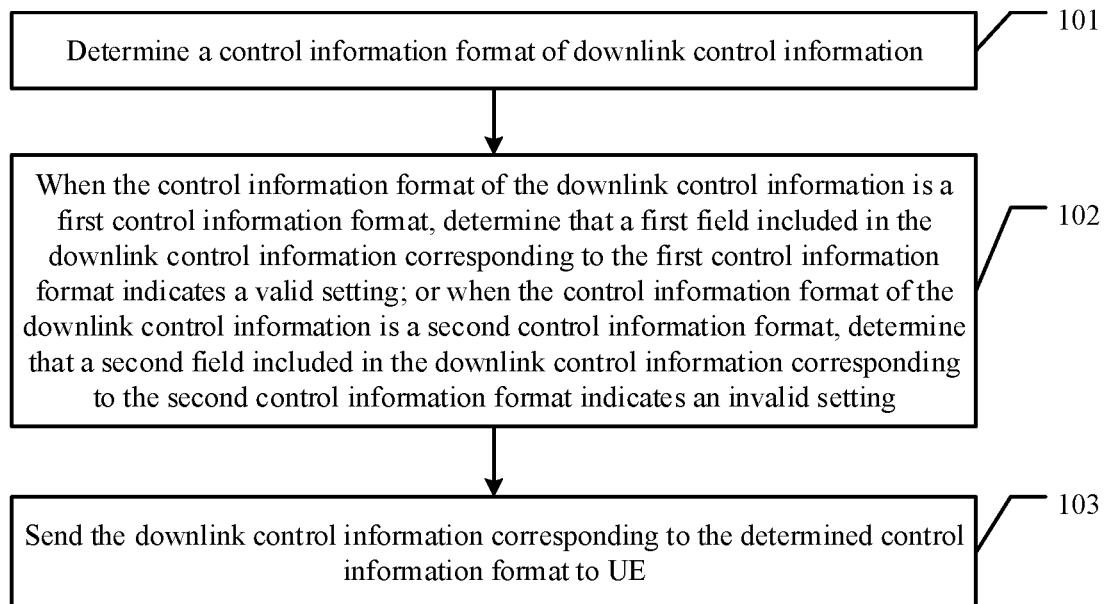 101
Determine a control information format of downlink control information
When the control information format of the downlink control information is a
first control information format, determine that a first field included in the
downlink control information corresponding to the first control information
format indicates a valid setting; or when the control information format of the
downlink control information is a second control information format, determine
that a second field included in the downlink control information corresponding
to the second control information format indicates an invalid setting
102
Send the downlink control information corresponding to the determined control
information format to UE
103